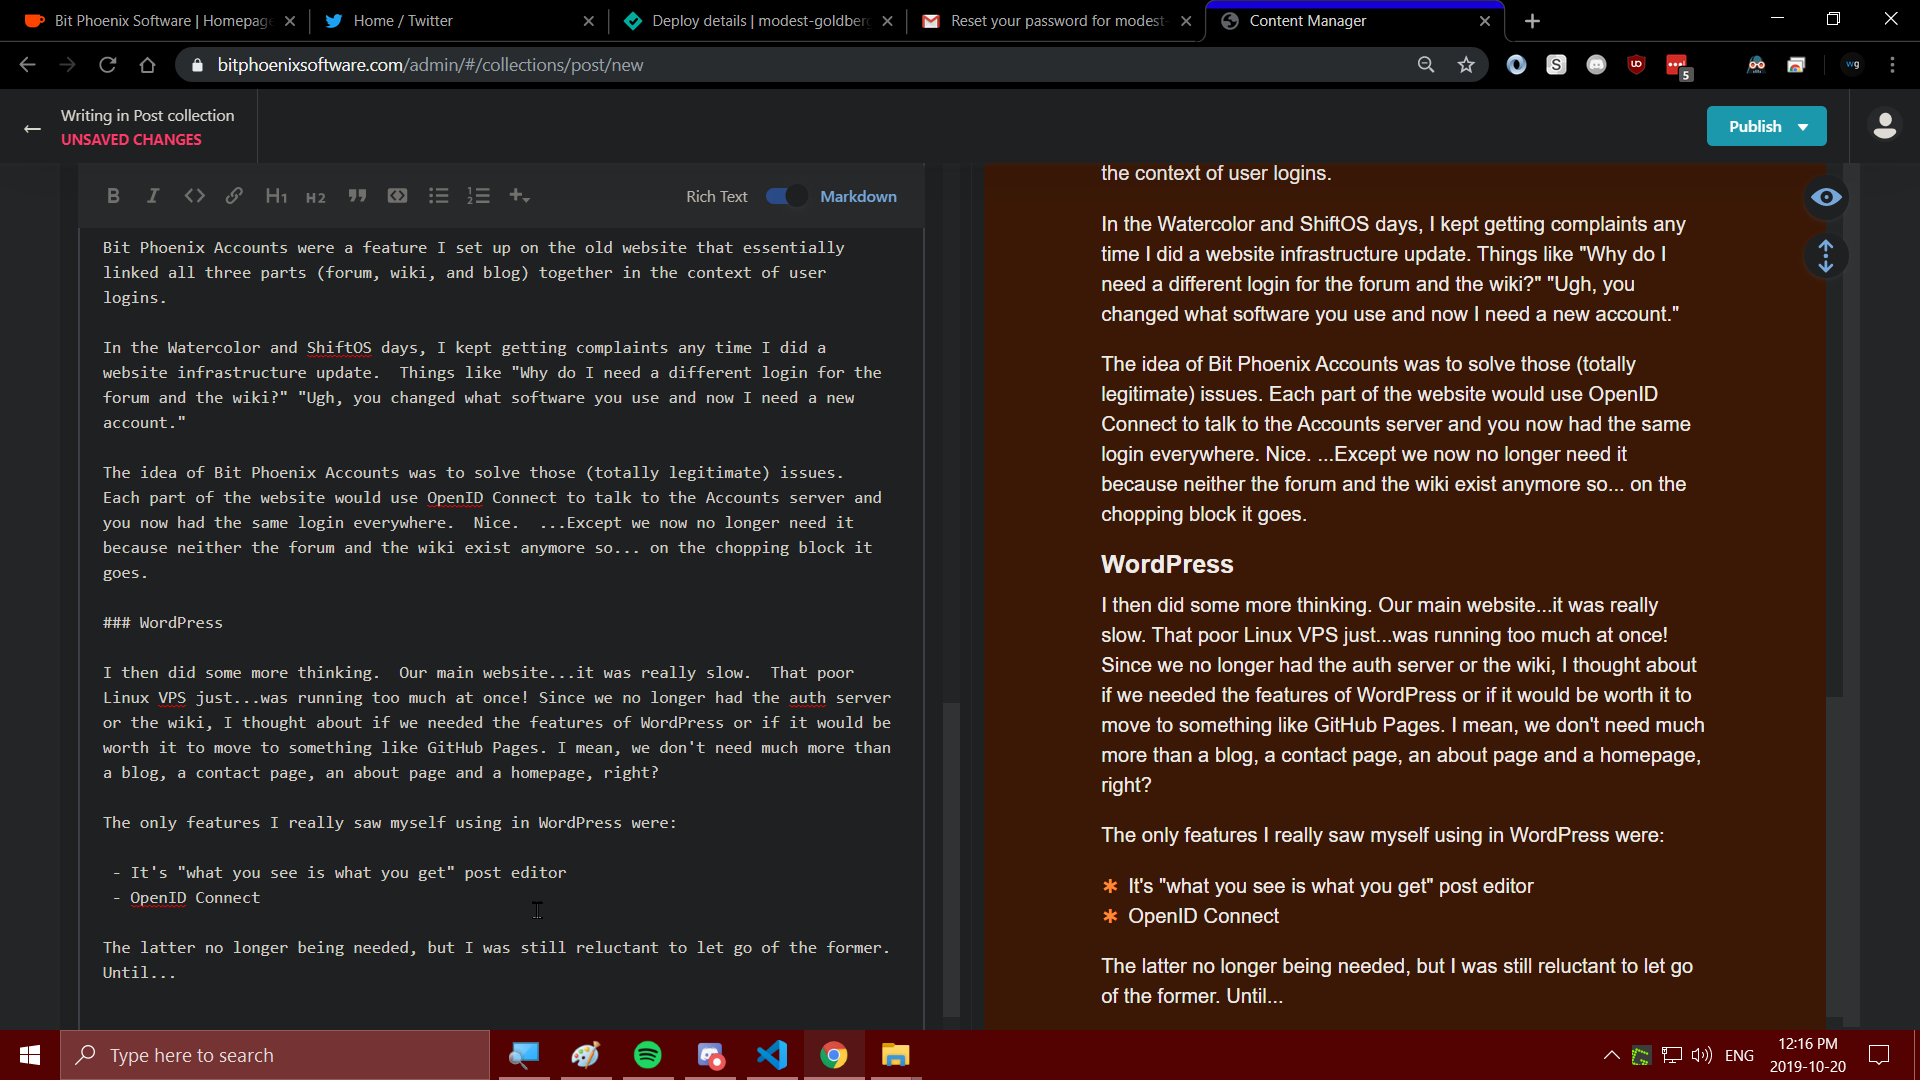 Bit Phoenix Software | Homepage
Home / Twitter
Deploy details | modest-goldberg
Reset your password for modest-
Content Manager
bitphoenixsoftware.com/admin/#/collections/post/new
S
UD
5
wg
Writing in Post collection
UNSAVED CHANGES
Publish
B I H1 H2
Rich Text
Markdown
Bit Phoenix Accounts were a feature I set up on the old website that essentially
linked all three parts (forum, wiki, and blog) together in the context of user
logins.
In the Watercolor and ShiftOS days, I kept getting complaints any time I did a
website infrastructure update.  Things like "Why do I need a different login for the
forum and the wiki?" "Ugh, you changed what software you use and now I need a new
account."
The idea of Bit Phoenix Accounts was to solve those (totally legitimate) issues.
Each part of the website would use OpenID Connect to talk to the Accounts server and
you now had the same login everywhere.  Nice.  ...Except we now no longer need it
because neither the forum and the wiki exist anymore so... on the chopping block it
goes.
### WordPress
I then did some more thinking.  Our main website...it was really slow.  That poor
Linux VPS just...was running too much at once! Since we no longer had the auth server
or the wiki, I thought about if we needed the features of WordPress or if it would be
worth it to move to something like GitHub Pages. I mean, we don't need much more than
a blog, a contact page, an about page and a homepage, right?
The only features I really saw myself using in WordPress were:
- It's "what you see is what you get" post editor
- OpenID Connect
The latter no longer being needed, but I was still reluctant to let go of the former.
Until...
the context of user logins.
In the Watercolor and ShiftOS days, I kept getting complaints any
time I did a website infrastructure update. Things like "Why do I
need a different login for the forum and the wiki?" "Ugh, you
changed what software you use and now I need a new account."
The idea of Bit Phoenix Accounts was to solve those (totally
legitimate) issues. Each part of the website would use OpenID
Connect to talk to the Accounts server and you now had the same
login everywhere. Nice. ...Except we now no longer need it
because neither the forum and the wiki exist anymore so... on the
chopping block it goes.
WordPress
I then did some more thinking. Our main website...it was really
slow. That poor Linux VPS just...was running too much at once!
Since we no longer had the auth server or the wiki, I thought about
if we needed the features of WordPress or if it would be worth it to
move to something like GitHub Pages. I mean, we don't need much
more than a blog, a contact page, an about page and a homepage,
right?
The only features I really saw myself using in WordPress were:
It's "what you see is what you get" post editor
OpenID Connect
The latter no longer being needed, but I was still reluctant to let go
of the former. Until...
Type here to search
ENG
12:16 PM
2019-10-20